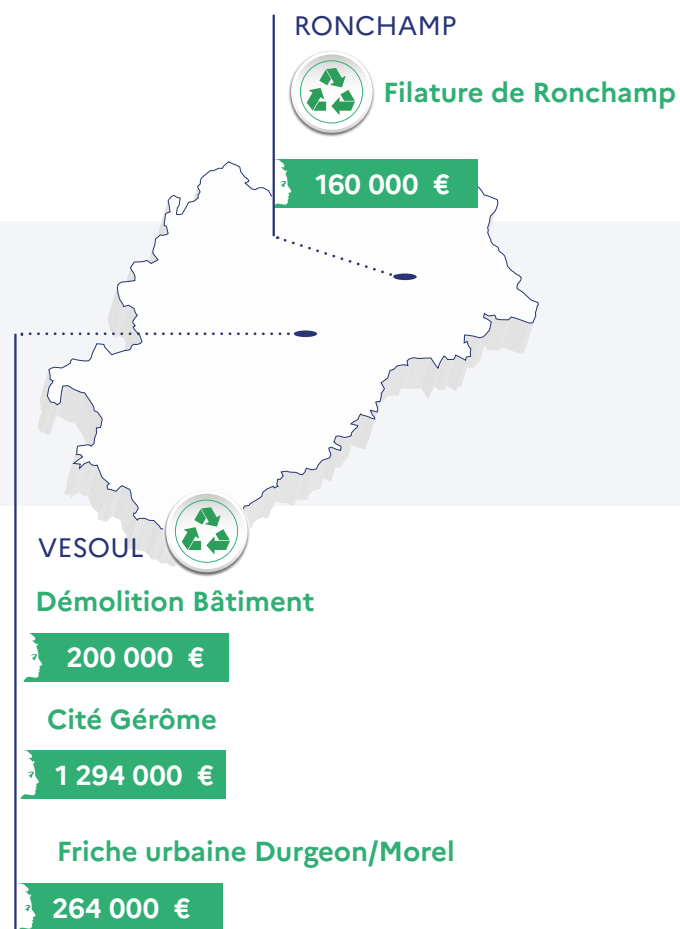 RONCHAMP
Filature de Ronchamp
160 000 €
VESOUL
Démolition Bâtiment
200 000 €
Cité Gérôme
1 294 000 €
Friche urbaine Durgeon/Morel
264 000 €